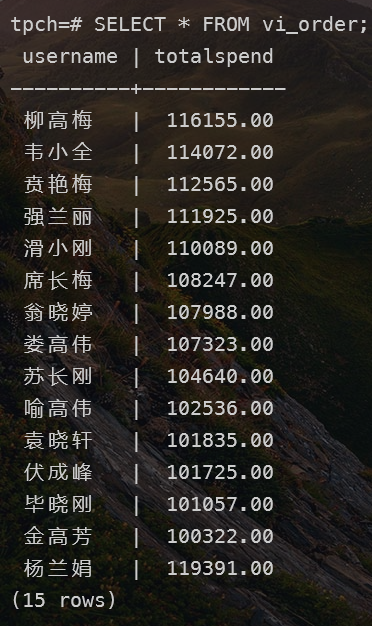 tpch=# SELECT * FROM vi_order;
 username | totalspend
----------+------------
 柳高梅   |  116155.00
 韦小全   |  114072.00
 贲艳梅   |  112565.00
 强兰丽   |  111925.00
 滑小刚   |  110089.00
 席长梅   |  108247.00
 翁晓婷   |  107988.00
 娄高伟   |  107323.00
 苏长刚   |  104640.00
 喻高伟   |  102536.00
 袁晓轩   |  101835.00
 伏成峰   |  101725.00
 毕晓刚   |  101057.00
 金高芳   |  100322.00
 杨兰娟   |  119391.00
(15 rows)